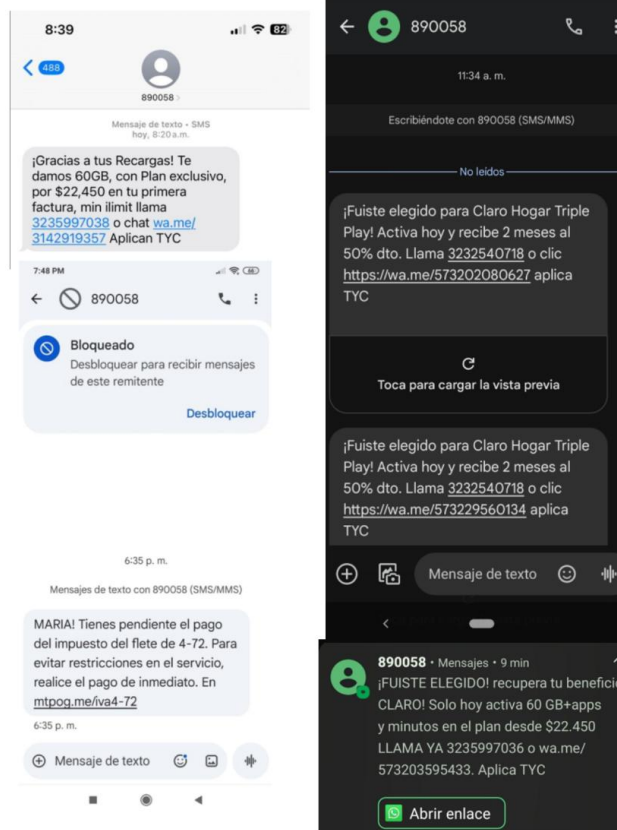 8:39
82
488
890058
Mensaje de texto • SMS
hoy, 8:20 a.m.
¡Gracias a tus Recargas! Te
damos 60GB, con Plan exclusivo,
por $22,450 en tu primera
factura, min ilimit llama
3235997038 o chat wa.me/
3142919357 Aplican TYC
7:48 PM
890058
Bloqueado
Desbloquear para recibir mensajes
de este remitente
Desbloquear
6:35 p. m.
Mensajes de texto con 890058 (SMS/MMS)
MARIA! Tienes pendiente el pago
del impuesto del flete de 4-72. Para
evitar restricciones en el servicio,
realice el pago de inmediato. En
mtpog.me/iva4-72
6:35 p. m.
Mensaje de texto
890058
11:34 a. m.
Escribiéndote con 890058 (SMS/MMS)
No leídos
¡Fuiste elegido para Claro Hogar Triple
Play! Activa hoy y recibe 2 meses al
50% dto. Llama 3232540718 o clic
https://wa.me/573202080627 aplica
TYC
Toca para cargar la vista previa
¡Fuiste elegido para Claro Hogar Triple
Play! Activa hoy y recibe 2 meses al
50% dto. Llama 3232540718 o clic
https://wa.me/573229560134 aplica
TYC
Mensaje de texto
890058 • Mensajes • 9 min
¡FUISTE ELEGIDO! recupera tu beneficio
CLARO! Solo hoy activa 60 GB+apps
y minutos en el plan desde $22.450
LLAMA YA 3235997036 o wa.me/
573203595433. Aplica TYC
Abrir enlace